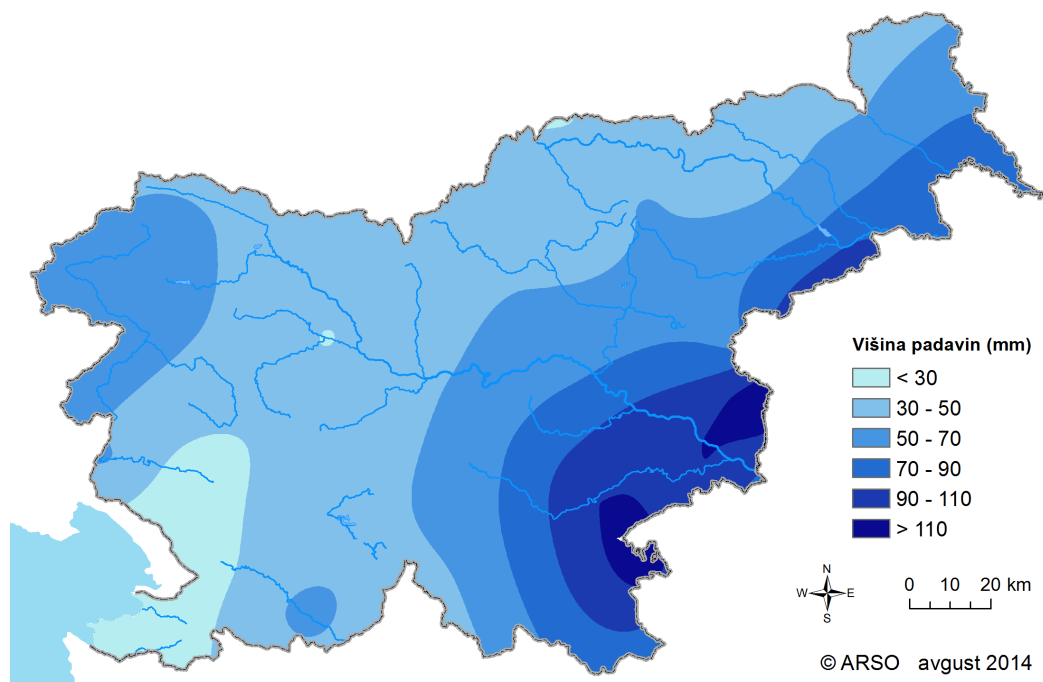 Višina padavin (mm)
< 30
30 - 50
50 - 70
70 - 90
90 - 110
> 110
N
W E
S
0 10 20 km
© ARSO avgust 2014